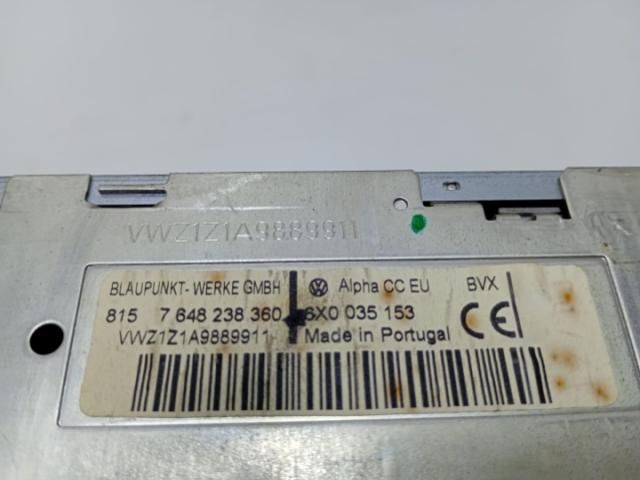 VWZ1Z1A9889911
BLAUPUNKT- WERKE GMBH Alpha CC EU BVX
815 7 648 238 360 6X0 035 153 CE
VWZ1Z1A9889911 Made in Portugal